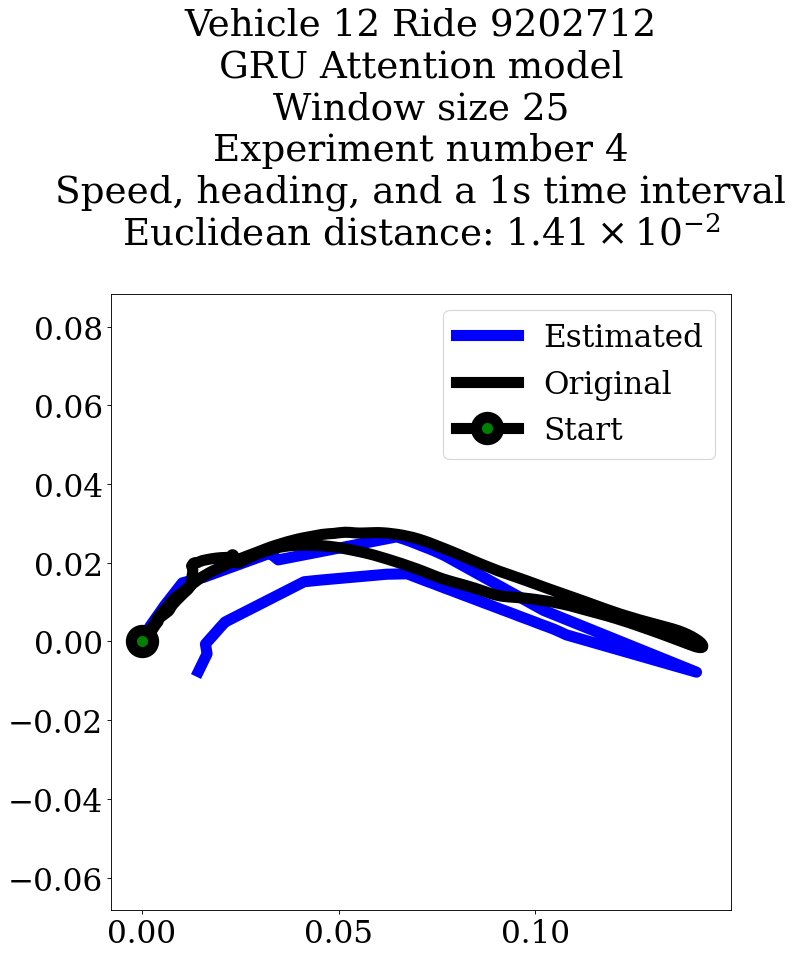 Vehicle 12 Ride 9202712
GRU Attention model
Window size 25
Experiment number 4
Speed, heading, and a 1s time interval
Euclidean distance: 1.41 × 10⁻²
Estimated
Original
Start
0.08
0.06
0.04
0.02
0.00
−0.02
−0.04
−0.06
0.00 0.05 0.10